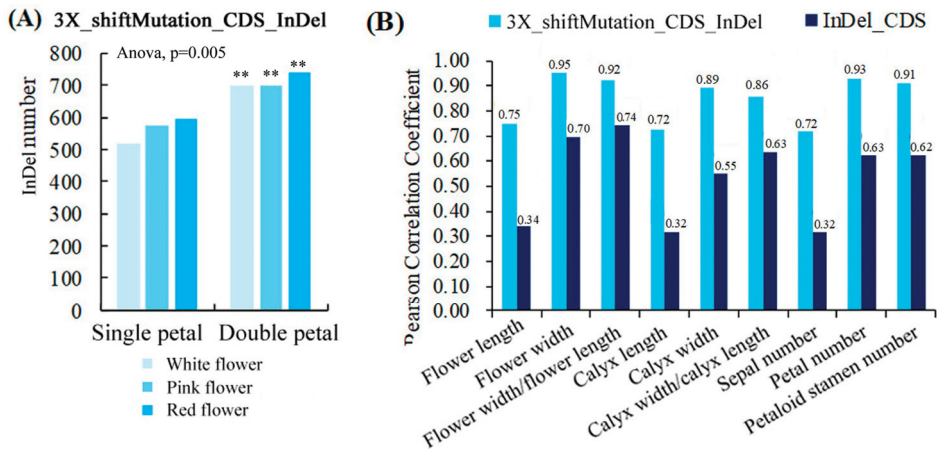 (A) 3X_shiftMutation_CDS_InDel
Anova, p=0.005
InDel number
800
700
600
500
400
300
200
100
0
** ** **
Single petal Double petal
White flower
Pink flower
Red flower
(B) 3X_shiftMutation_CDS_InDel InDel_CDS
Pearson Correlation Coefficient
1.00
0.90
0.80
0.70
0.60
0.50
0.40
0.30
0.20
0.10
0.00
0.75 0.34
0.95 0.70
0.92 0.74
0.72 0.32
0.89 0.55
0.86 0.63
0.72 0.32
0.93 0.63
0.91 0.62
Flower length
Flower width
Flower width/flower length
Calyx length
Calyx width
Calyx width/calyx length
Sepal number
Petal number
Petaloid stamen number